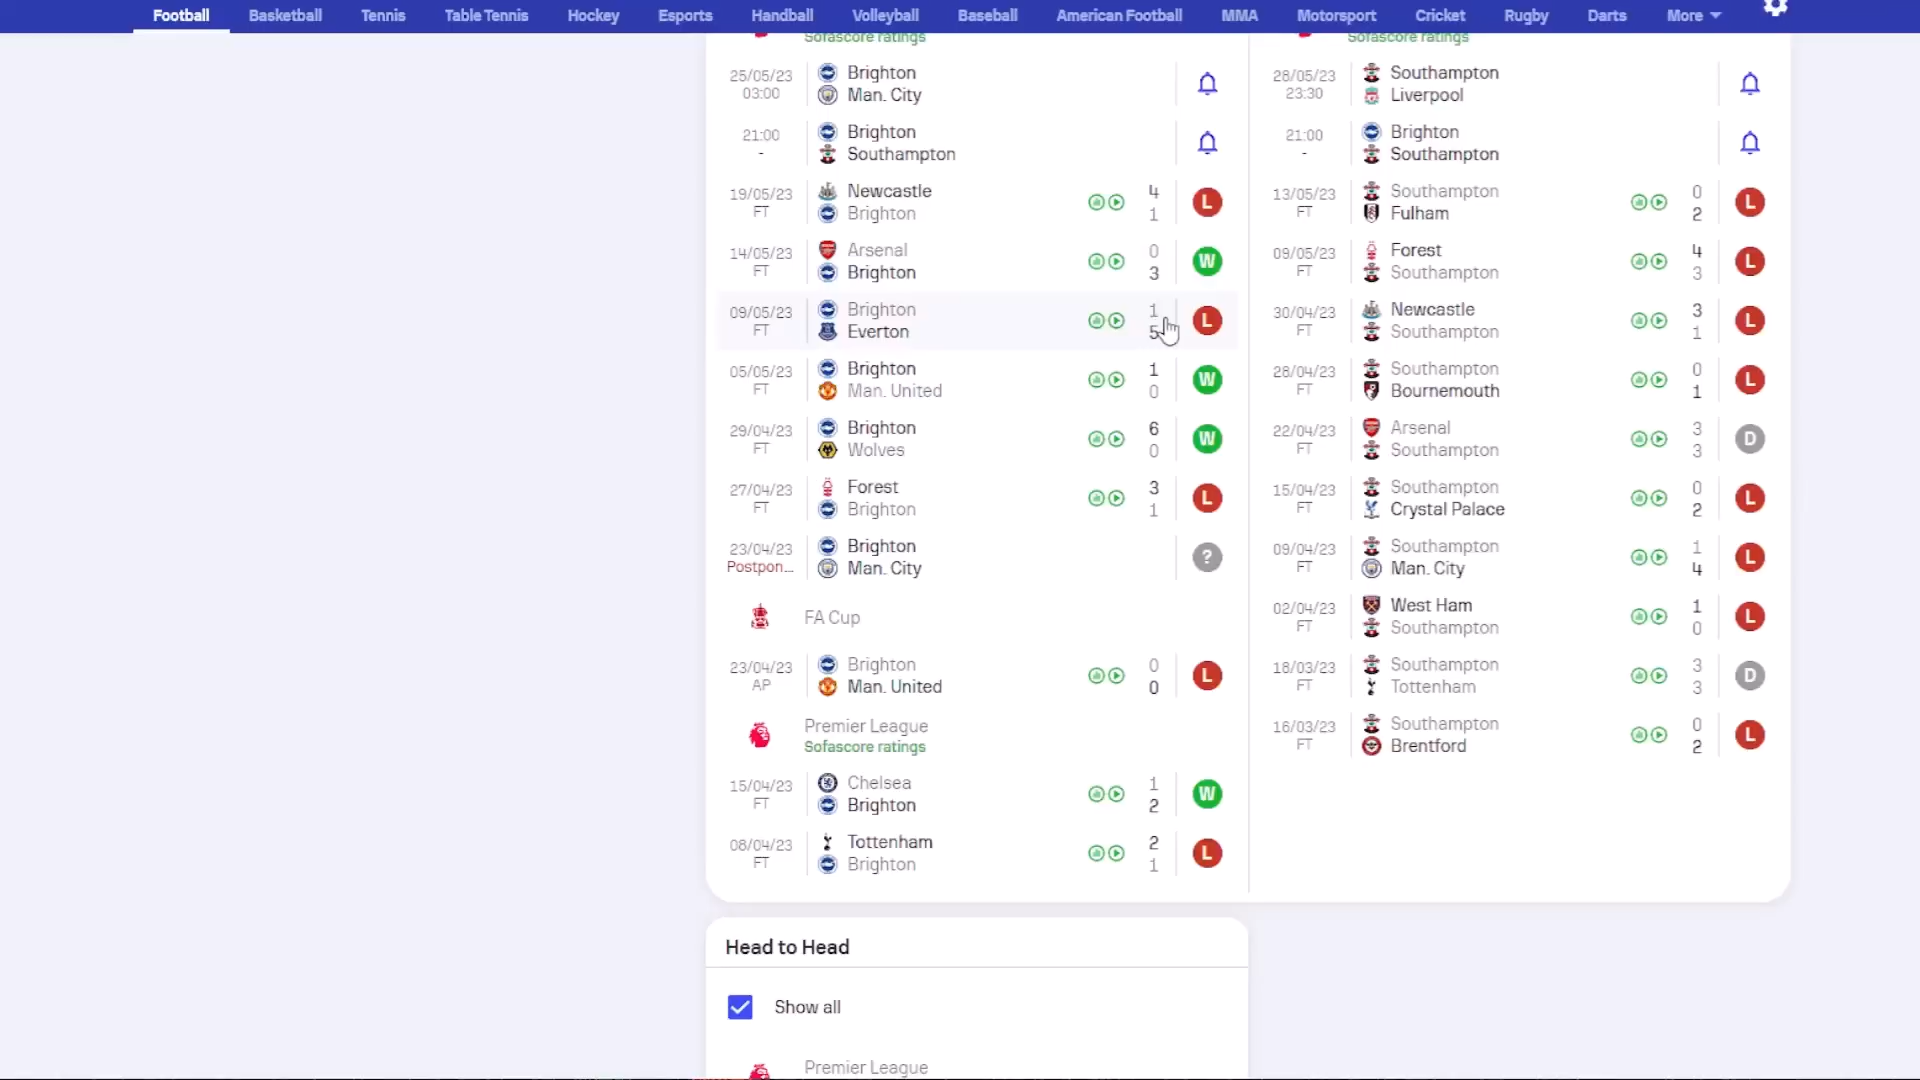 Football Basketball Tennis Table Tennis Hockey Esports Handball Volleyball Baseball American Football MMA Motorsport Cricket Rugby Darts More
Sofascore ratings
25/05/23
03:00
Brighton
Man. City
21:00
-
Brighton
Southampton
19/05/23
FT
Newcastle 4
Brighton 1
L
14/05/23
FT
Arsenal 0
Brighton 3
W
09/05/23
FT
Brighton 1
Everton 5
L
05/05/23
FT
Brighton 1
Man. United 0
W
29/04/23
FT
Brighton 6
Wolves 0
W
27/04/23
FT
Forest 3
Brighton 1
L
23/04/23
Postpon...
Brighton
Man. City
?
FA Cup
23/04/23
AP
Brighton 0
Man. United 0
L
Premier League
Sofascore ratings
15/04/23
FT
Chelsea 1
Brighton 2
W
08/04/23
FT
Tottenham 2
Brighton 1
L
Sofascore ratings
28/05/23
23:30
Southampton
Liverpool
21:00
-
Brighton
Southampton
13/05/23
FT
Southampton 0
Fulham 2
L
09/05/23
FT
Forest 4
Southampton 3
L
30/04/23
FT
Newcastle 3
Southampton 1
L
28/04/23
FT
Southampton 0
Bournemouth 1
L
22/04/23
FT
Arsenal 3
Southampton 3
D
15/04/23
FT
Southampton 0
Crystal Palace 2
L
09/04/23
FT
Southampton 1
Man. City 4
L
02/04/23
FT
West Ham 1
Southampton 0
L
18/03/23
FT
Southampton 3
Tottenham 3
D
16/03/23
FT
Southampton 0
Brentford 2
L
Head to Head
Show all
Premier League